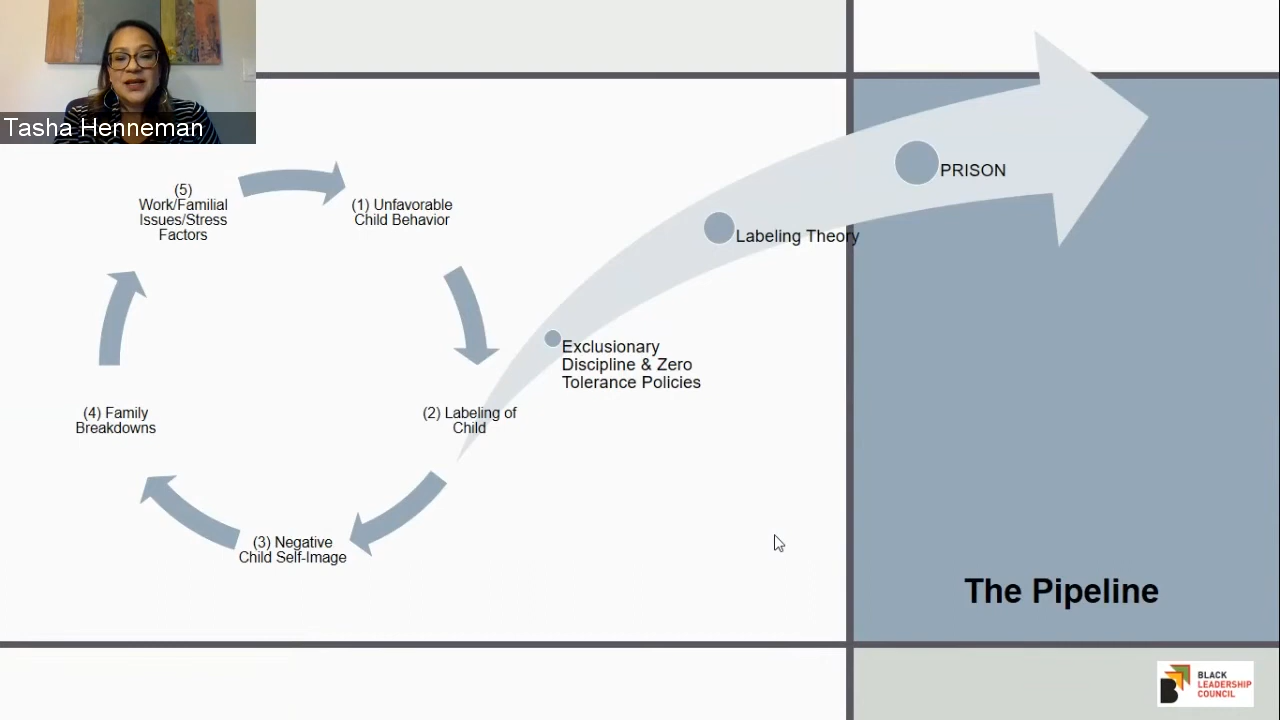 Tasha Henneman
(5)
Work/Familial
Issues/Stress
Factors
(1) Unfavorable
Child Behavior
(2) Labeling of
Child
(3) Negative
Child Self-Image
(4) Family
Breakdowns
Exclusionary
Discipline & Zero
Tolerance Policies
Labeling Theory
PRISON
The Pipeline
B
BLACK
LEADERSHIP
COUNCIL